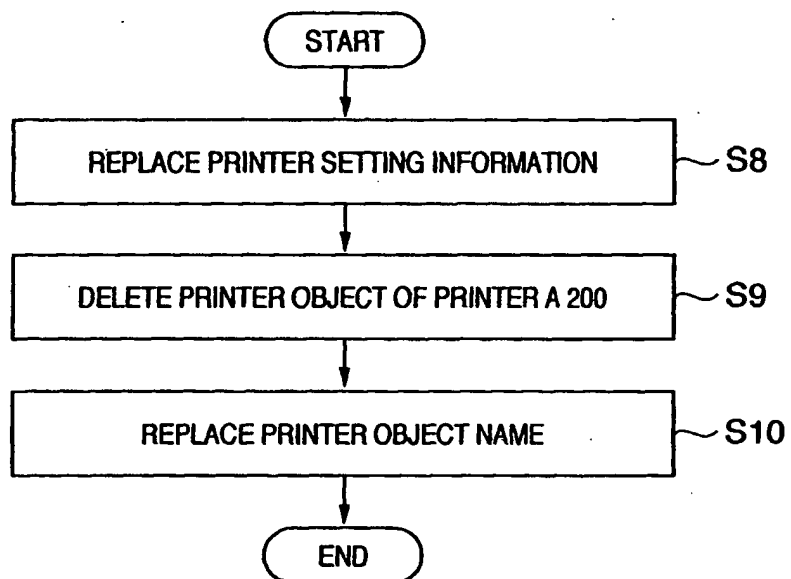 START
REPLACE PRINTER SETTING INFORMATION S8
DELETE PRINTER OBJECT OF PRINTER A 200 S9
REPLACE PRINTER OBJECT NAME S10
END